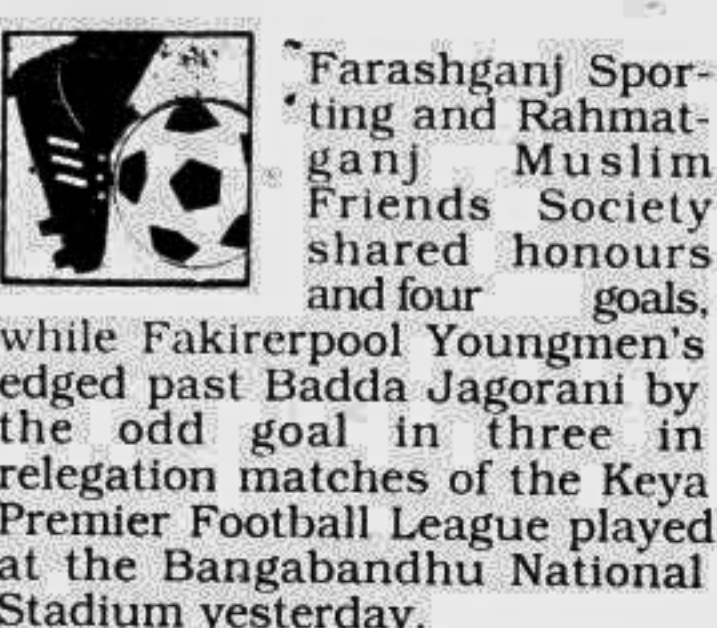 Farashganj Spor-
ting and Rahmat-
ganj Muslim
Friends Society
shared honours
and four goals,
while Fakirerpool Youngmen's
edged past Badda Jagorani by
the odd goal in three in
relegation matches of the Keya
Premier Football League played
at the Bangabandhu National
Stadium yesterday.